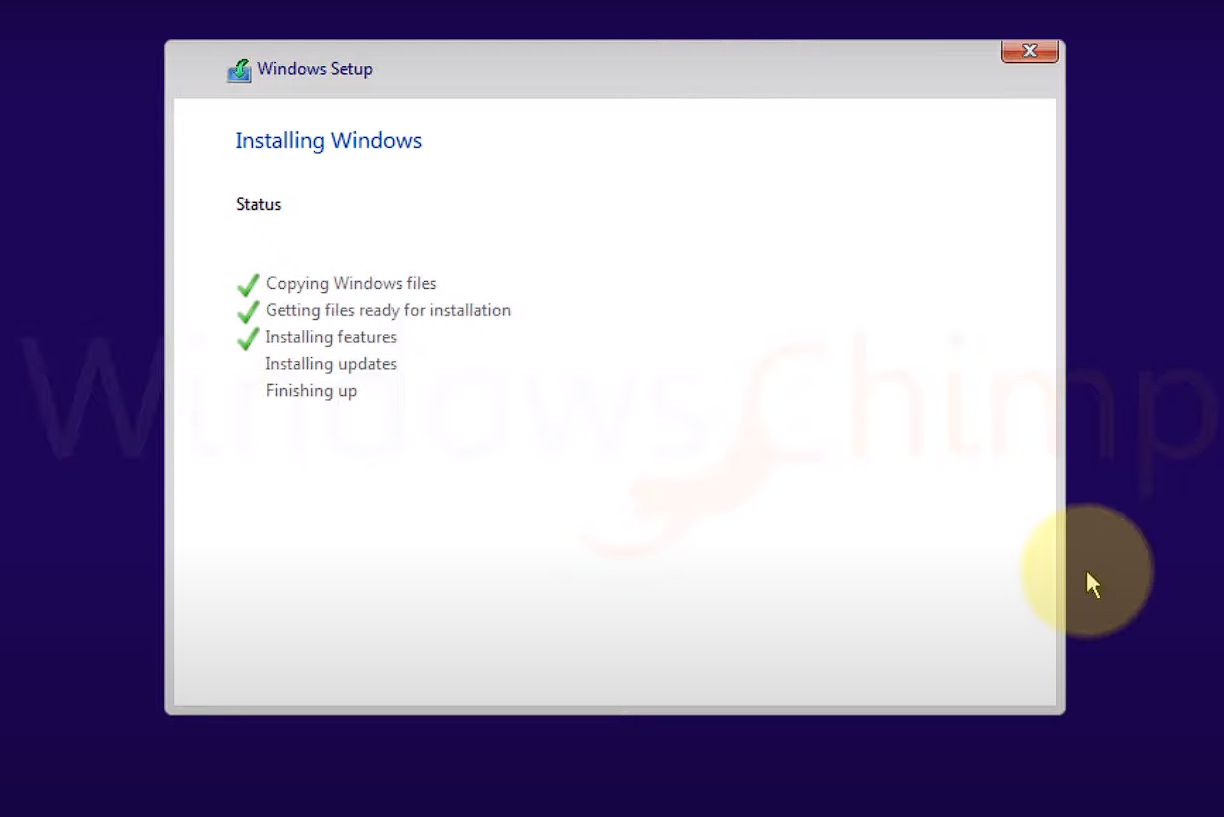 Windows Setup
Installing Windows
Status
Copying Windows files
Getting files ready for installation
Installing features
Installing updates
Finishing up
WindowsChimp